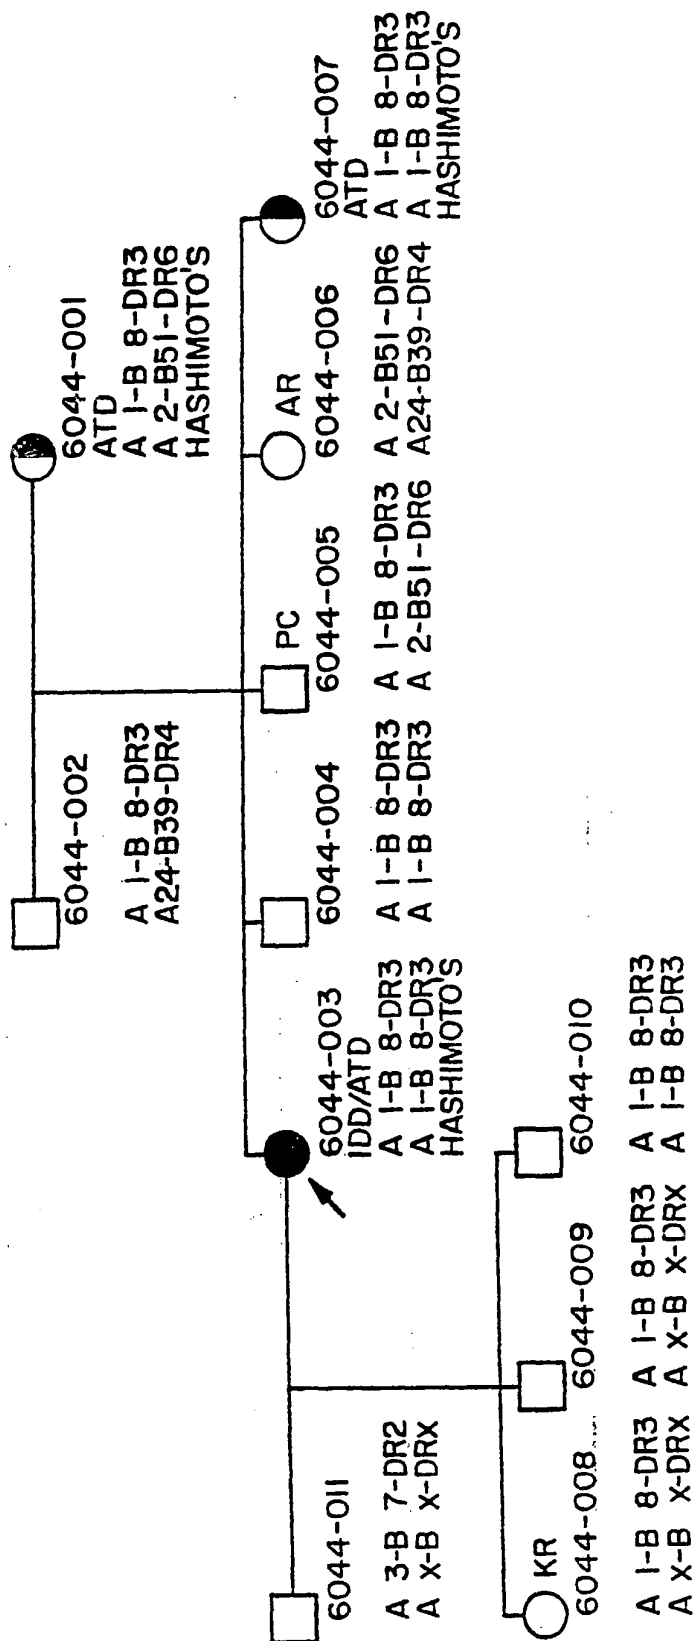 6044-002
A 1-B 8-DR3
A24-B39-DR4
6044-001
ATD
A 1-B 8-DR3
A 2-B51-DR6
HASHIMOTO'S
6044-003
IDD/ATD
A 1-B 8-DR3
A 1-B 8-DR3
HASHIMOTO'S
6044-004
A 1-B 8-DR3
A 1-B 8-DR3
PC
6044-005
A 1-B 8-DR3
A 2-B51-DR6
AR
6044-006
A 2-B51-DR6
A24-B39-DR4
6044-007
ATD
A 1-B 8-DR3
A 1-B 8-DR3
HASHIMOTO'S
6044-011
A 3-B 7-DR2
A X-B X-DRX
KR
6044-008
A 1-B 8-DR3
A X-B X-DRX
6044-009
A 1-B 8-DR3
A X-B X-DRX
6044-010
A 1-B 8-DR3
A 1-B 8-DR3